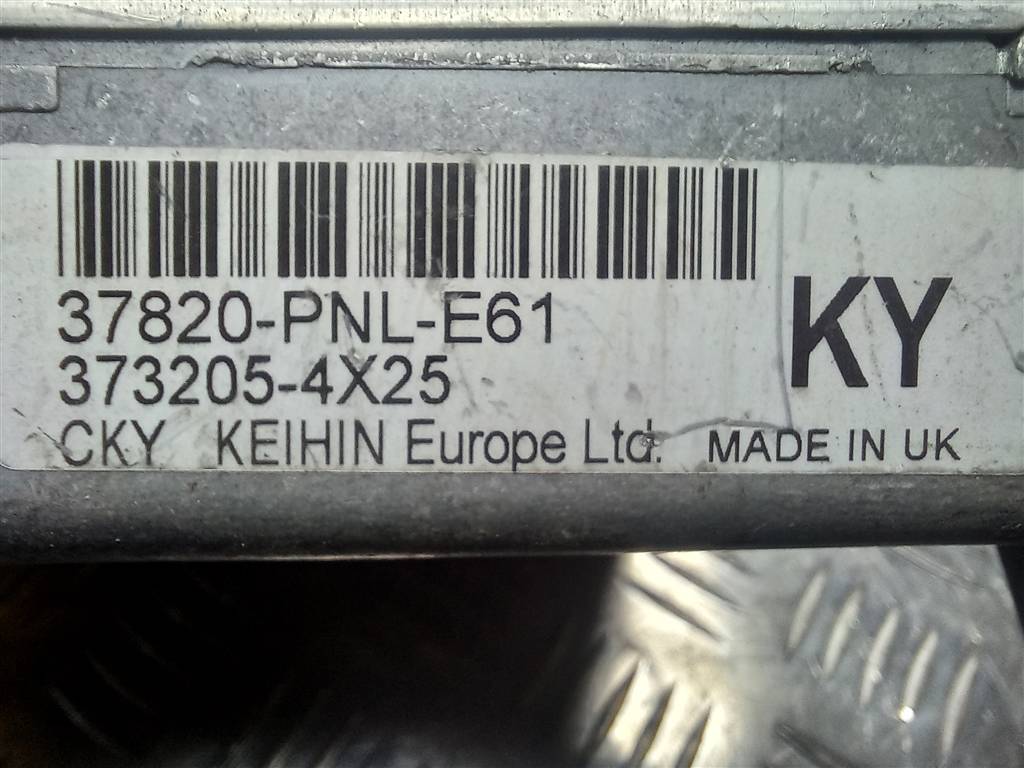 37820-PNL-E61
373205-4X25
KY
CKY KEIHIN Europe Ltd. MADE IN UK